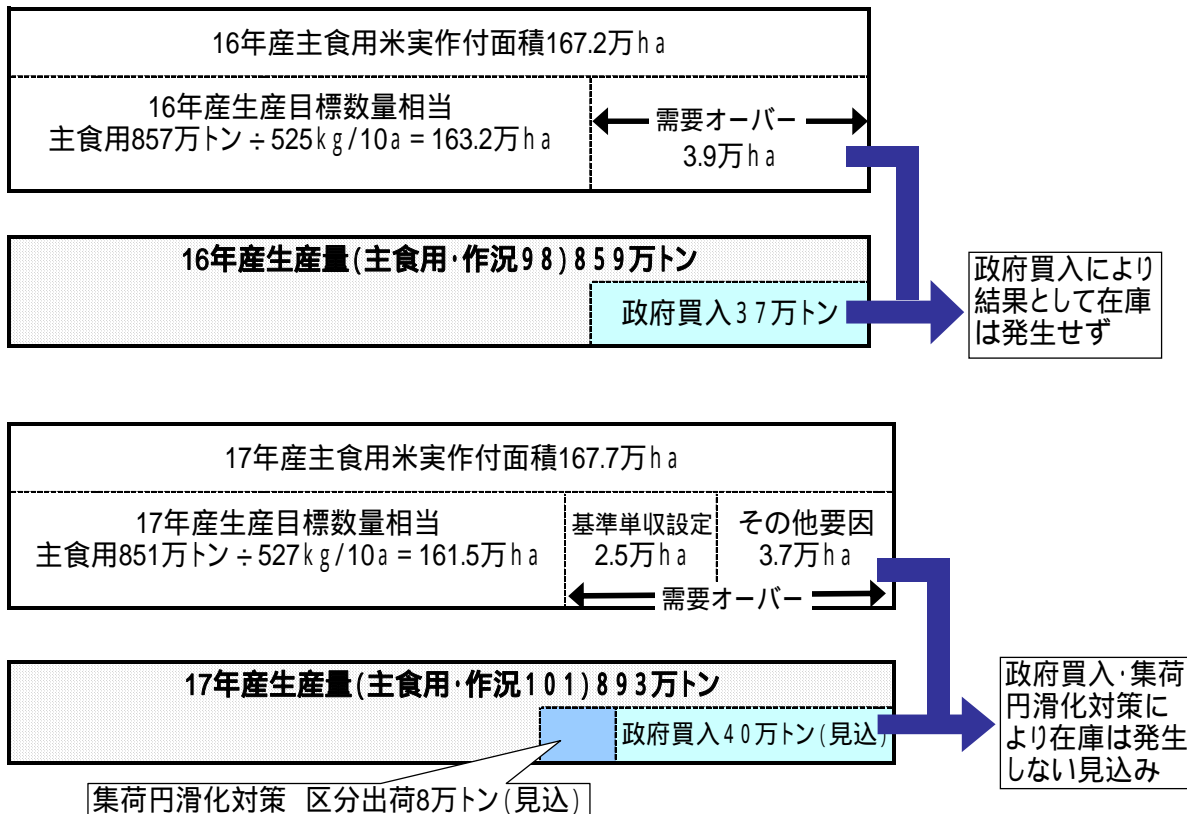 16年産主食用米実作付面積167.2万ha
16年産生産目標数量相当
主食用857万トン÷525kg/10a=163.2万ha
需要オーバー
3.9万ha
16年産生産量(主食用・作況98)859万トン
政府買入37万トン
政府買入により
結果として在庫
は発生せず
17年産主食用米実作付面積167.7万ha
17年産生産目標数量相当
主食用851万トン÷527kg/10a=161.5万ha
基準単収設定
2.5万ha
その他要因
3.7万ha
需要オーバー
17年産生産量(主食用・作況101)893万トン
政府買入40万トン(見込)
政府買入・集荷
円滑化対策に
より在庫は発生
しない見込み
集荷円滑化対策 区分出荷8万トン(見込)